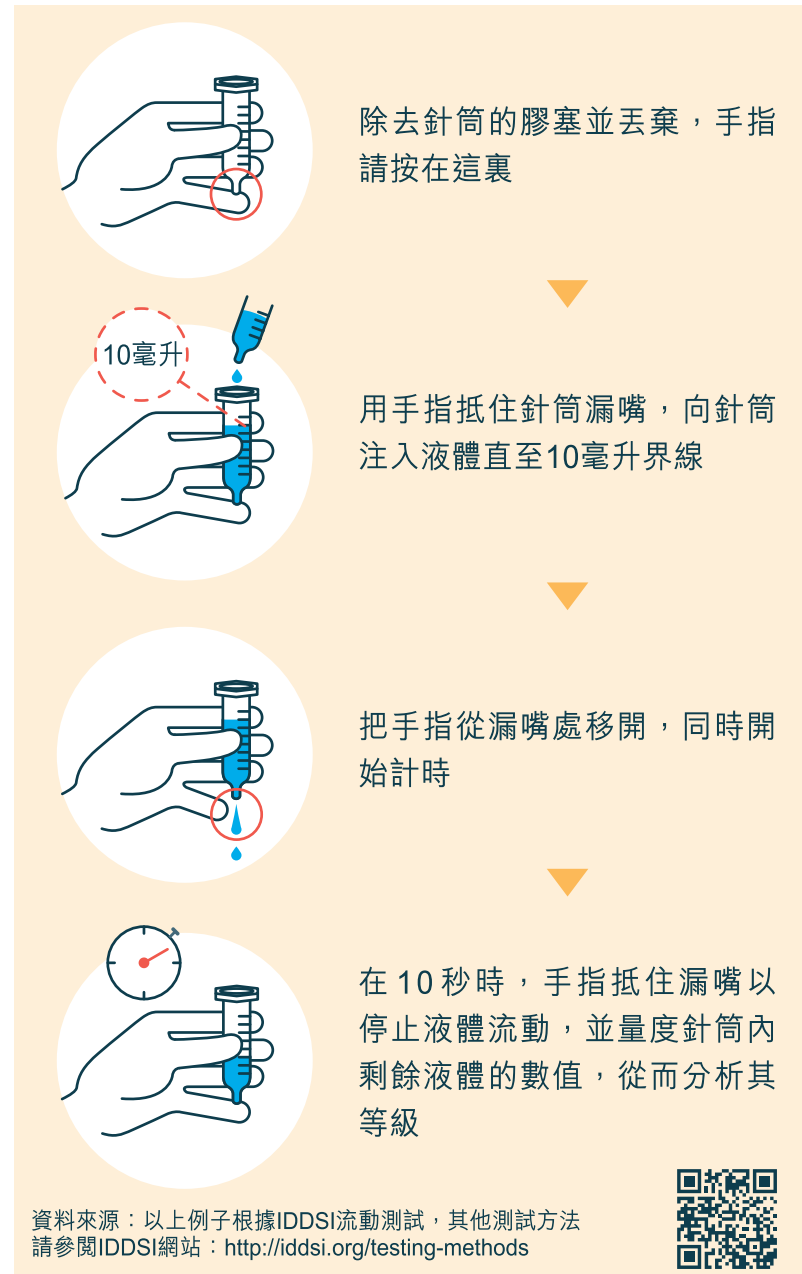 除去針筒的膠塞並丟棄，手指
請按在這裏
10毫升
用手指抵住針筒漏嘴，向針筒
注入液體直至10毫升界線
把手指從漏嘴處移開，同時開
始計時
在10秒時，手指抵住漏嘴以
停止液體流動，並量度針筒內
剩餘液體的數值，從而分析其
等級
資料來源：以上例子根據IDDSI流動測試，其他測試方法
請參閱IDDSI網站：http://iddsi.org/testing-methods